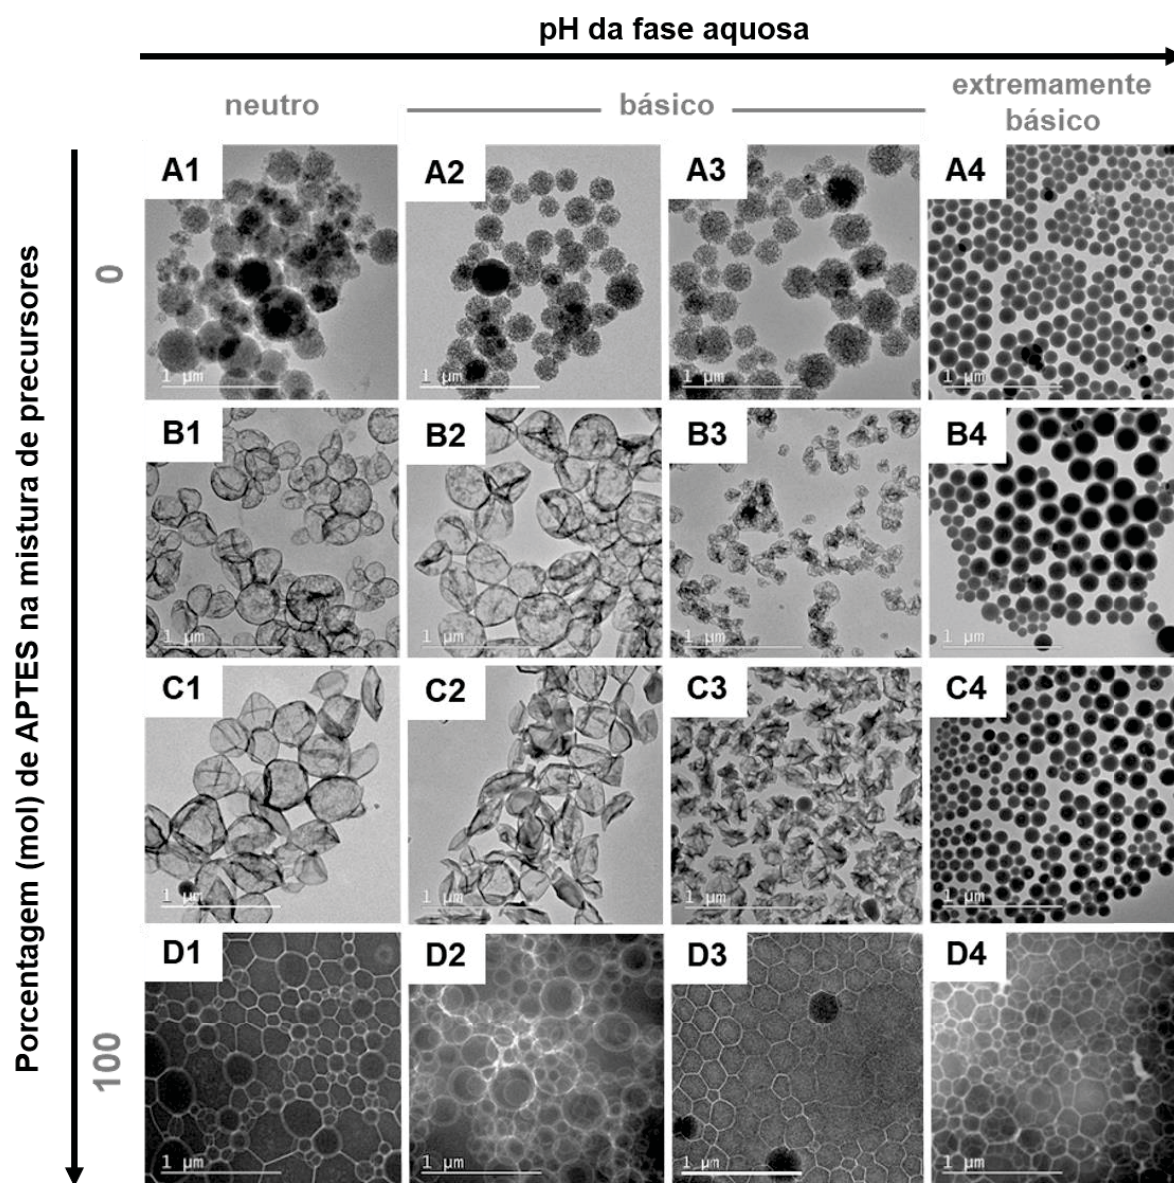 pH da fase aquosa
neutro
básico
extremamente
básico
Porcentagem (mol) de APTES na mistura de precursores
0
A1
1 µm
A2
1 µm
A3
1 µm
A4
1 µm
B1
1 µm
B2
1 µm
B3
1 µm
B4
1 µm
C1
1 µm
C2
1 µm
C3
1 µm
C4
1 µm
100
D1
1 µm
D2
1 µm
D3
1 µm
D4
1 µm